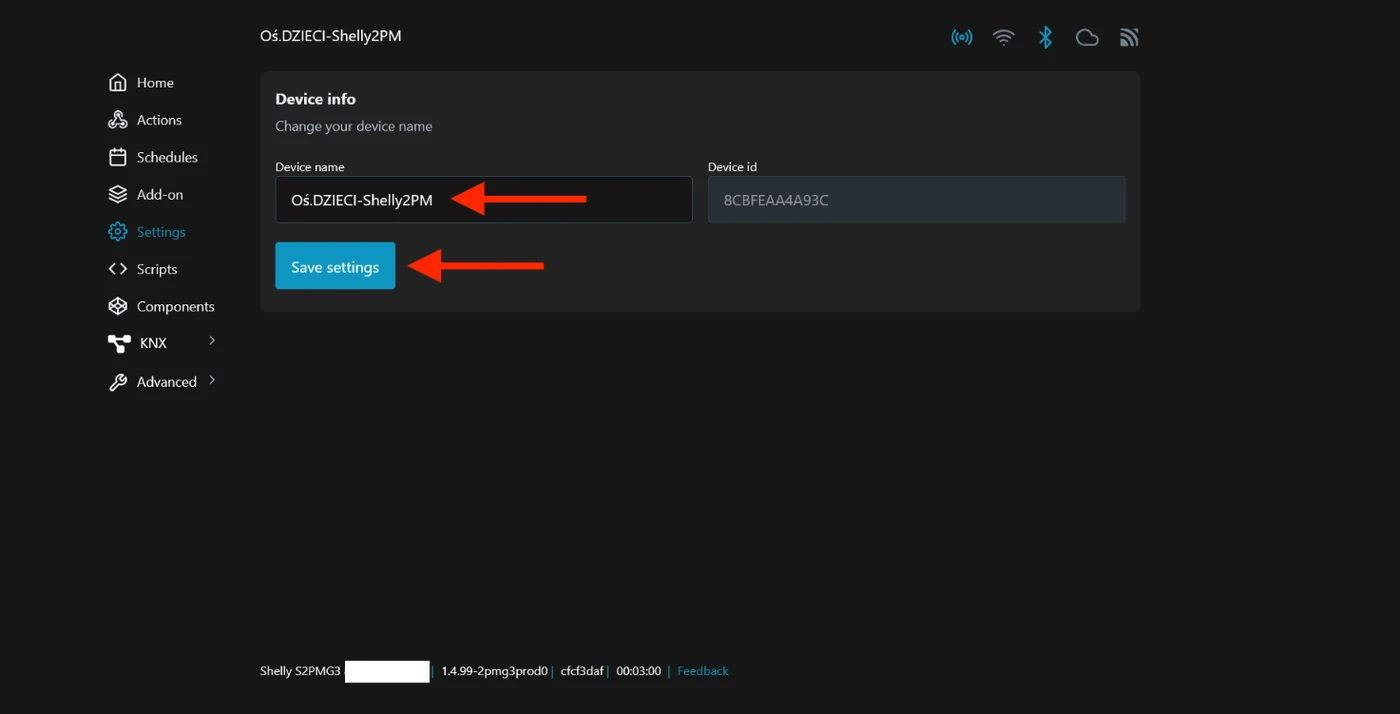 Oś.DZIECI-Shelly2PM
Home
Actions
Schedules
Add-on
Settings
Scripts
Components
KNX
Advanced
Device info
Change your device name
Device name
Device id
Oś.DZIECI-Shelly2PM
8CBFEAA4A93C
Save settings
Shelly S2PMG3 | 1.4.99-2pmg3prod0 | cfcf3daf | 00:03:00 | Feedback